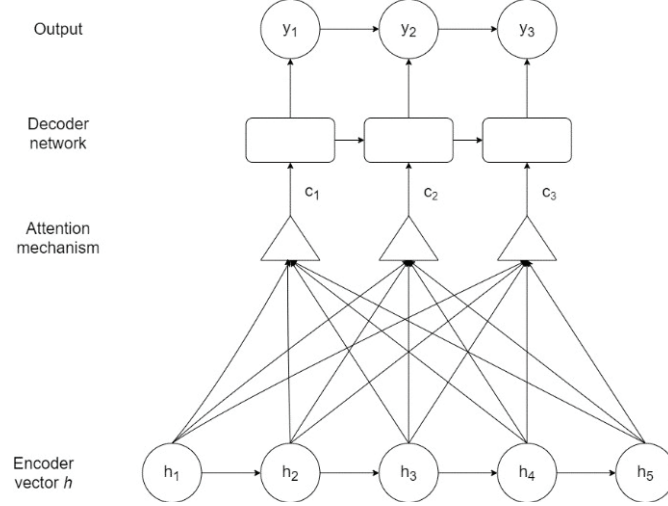 Output
y₁ y₂ y₃
Decoder
network
c₁ c₂ c₃
Attention
mechanism
Encoder
vector h
h₁ h₂ h₃ h₄ h₅